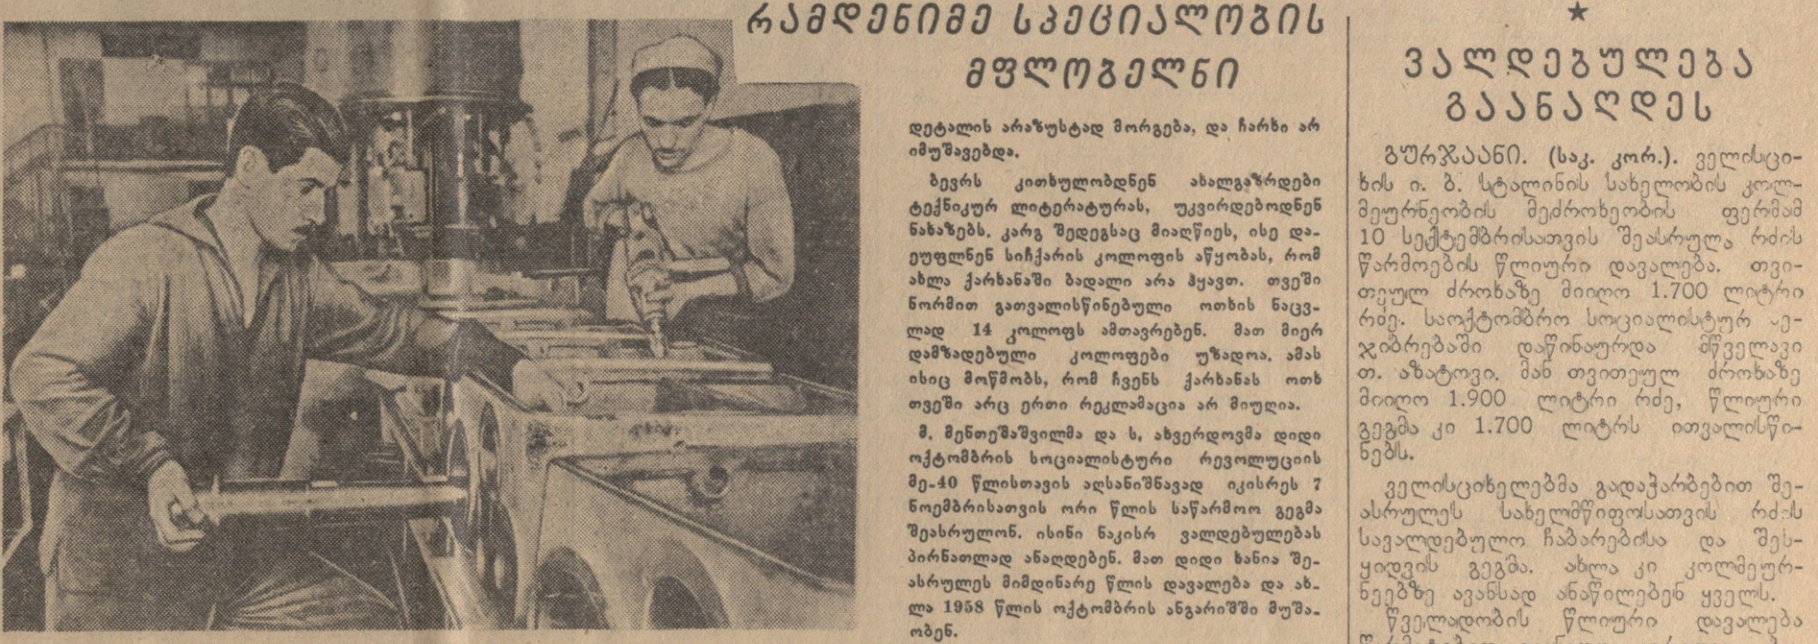 რამდენიმე სპეციალობის
მფლობელნი
დეტალის არაზუსტად მორგება, და ჩარხი არ
იმუშავებდა.
ბევრს კითხულობდნენ ახალგაზრდები
ტექნიკურ ლიტერატურას, უკვირდებოდნენ
ნახაზებს. კარგ შედეგსაც მიაღწიეს, ისე და-
ეუფლნენ სიჩქარის კოლოფის აწყობას, რომ
ახლა ქარხანაში ბადალი არა ჰყავთ. თვეში
ნორმით გათვალისწინებული ოთხის ნაცვ-
ლად 14 კოლოფს ამთავრებენ. მათ მიერ
დამზადებული კოლოფები უზადოა. ამას
ისიც მოწმობს, რომ ჩვენს ქარხანას ოთხ
თვეში არც ერთი რეკლამაცია არ მიუღია.
მ. მენთეშაშვილმა და ს. ახვერდოვმა დიდი
ოქტომბრის სოციალისტური რევოლუციის
მე-40 წლისთავის აღსანიშნავად იკისრეს 7
ნოემბრისათვის ორი წლის საწარმოო გეგმა
შეასრულონ. ისინი ნაკისრ ვალდებულებას
პირნათლად ანაღდებენ. მათ დიდი ხანია შე-
ასრულეს მიმდინარე წლის დავალება და ახ-
ლა 1958 წლის ოქტომბრის ანგარიშში მუშა-
ობენ.
★
ვალდებულება
გაანაღდეს
გურჯაანი. (საკ. კორ.). ველისცი-
ხის ი. ბ. სტალინის სახელობის კოლ-
მეურნეობის მეძროხეობის ფერმამ
10 სექტემბრისათვის შეასრულა რძის
წარმოების წლიური დავალება. თვი-
თეულ ძროხაზე მიიღო 1.700 ლიტრი
რძე. საოქტომბრო სოციალისტურ -ე-
ჯიბრებაში დაწინაურდა მწველავი
თ. აზატოვი. მან თვითეულ ძროხაზე
მიიღო 1.900 ლიტრი რძე, წლიური
გეგმა კი 1.700 ლიტრს ითვალისწი-
ნებს.
ველისციხელებმა გადაჭარბებით შე-
ასრულეს სახელმწიფოსათვის რძის
სავალდებულო ჩაბარებისა და შეს-
ყიდვის გეგმა. ახლა კი კოლმეურ-
ნეებზე ავანსად ანაწილებენ ყველს.
წველადობის წლიური დავალება